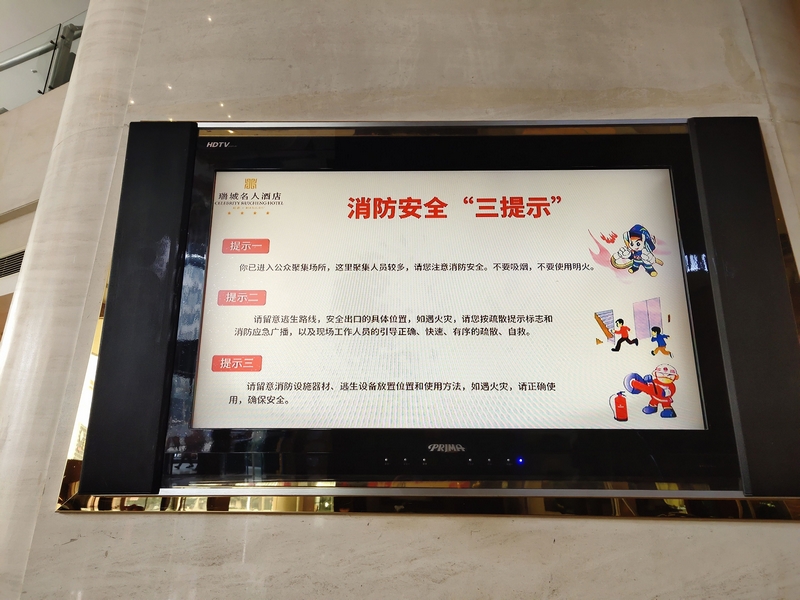 HDTV
瑞城名人酒店
CELEBRITY RUICHENG HOTEL
消防安全“三提示”
提示一
你已进入公众聚集场所，这里聚集人员较多，请您注意消防安全。不要吸烟，不要使用明火。
提示二
请留意逃生路线，安全出口的具体位置，如遇火灾，请您按疏散提示标志和
消防应急广播，以及现场工作人员的引导正确、快速、有序的疏散、自救。
提示三
请留意消防设施器材、逃生设备放置位置和使用方法，如遇火灾，请正确使
用，确保安全。
PRIMA